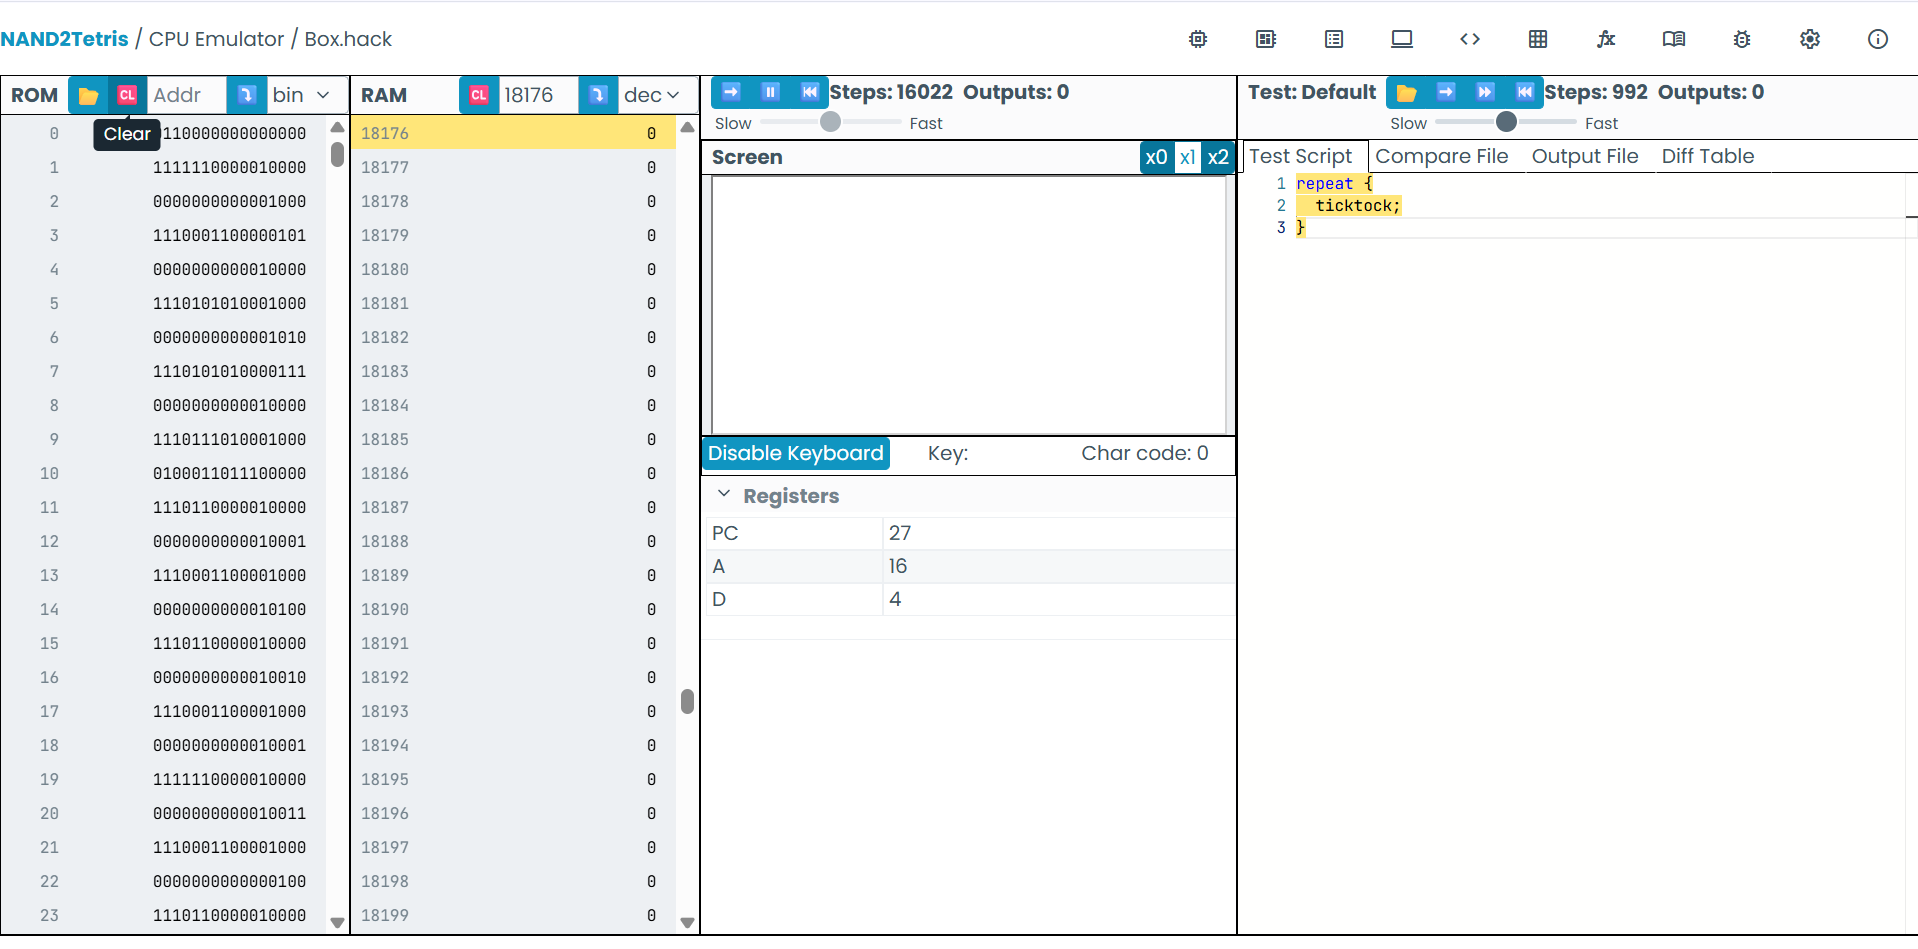 NAND2Tetris / CPU Emulator / Box.hack
ROM CL Addr bin
Clear
0 0110000000000000
1 1111110000010000
2 0000000000001000
3 1110001100000101
4 0000000000010000
5 1110101010001000
6 0000000000001010
7 1110101010000111
8 0000000000010000
9 1110111010001000
10 0100011011100000
11 1110110000010000
12 0000000000010001
13 1110001100001000
14 0000000000010100
15 1110110000010000
16 0000000000010010
17 1110001100001000
18 0000000000010001
19 1111110000010000
20 0000000000010011
21 1110001100001000
22 0000000000000100
23 1110110000010000
RAM CL 18176 dec
18176 0
18177 0
18178 0
18179 0
18180 0
18181 0
18182 0
18183 0
18184 0
18185 0
18186 0
18187 0
18188 0
18189 0
18190 0
18191 0
18192 0
18193 0
18194 0
18195 0
18196 0
18197 0
18198 0
18199 0
Steps: 16022 Outputs: 0
Slow Fast
Screen x0 x1 x2
Disable Keyboard Key: Char code: 0
Registers
PC 27
A 16
D 4
Test: Default Steps: 992 Outputs: 0
Slow Fast
Test Script Compare File Output File Diff Table
1 repeat {
2 ticktock;
3 }